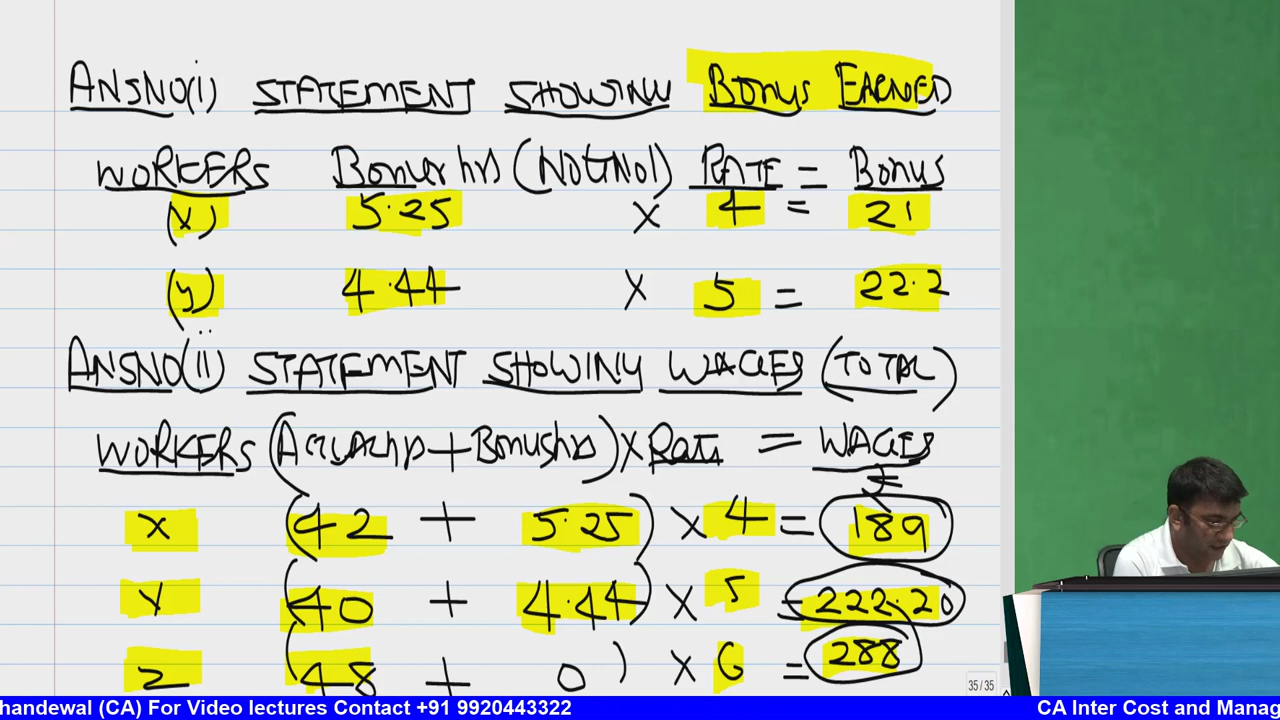 ANSNO(i) STATEMENT SHOWING BONUS EARNED
WORKERS Bonus hrs (NOTNO1) RATE = Bonus
(x) 5.25 x 4 = 21
(y) 4.44 x 5 = 22.2
ANSNO(ii) STATEMENT SHOWING WAGES (TOTAL)
WORKERS (Actual hrs + Bonus hrs) x Rate = WAGES
₹
x (42 + 5.25) x 4 = 189
y (40 + 4.44) x 5 = 222.20
z (48 + 0) x 6 = 288
35/35
handewal (CA) For Video lectures Contact +91 9920443322 CA Inter Cost and Manag